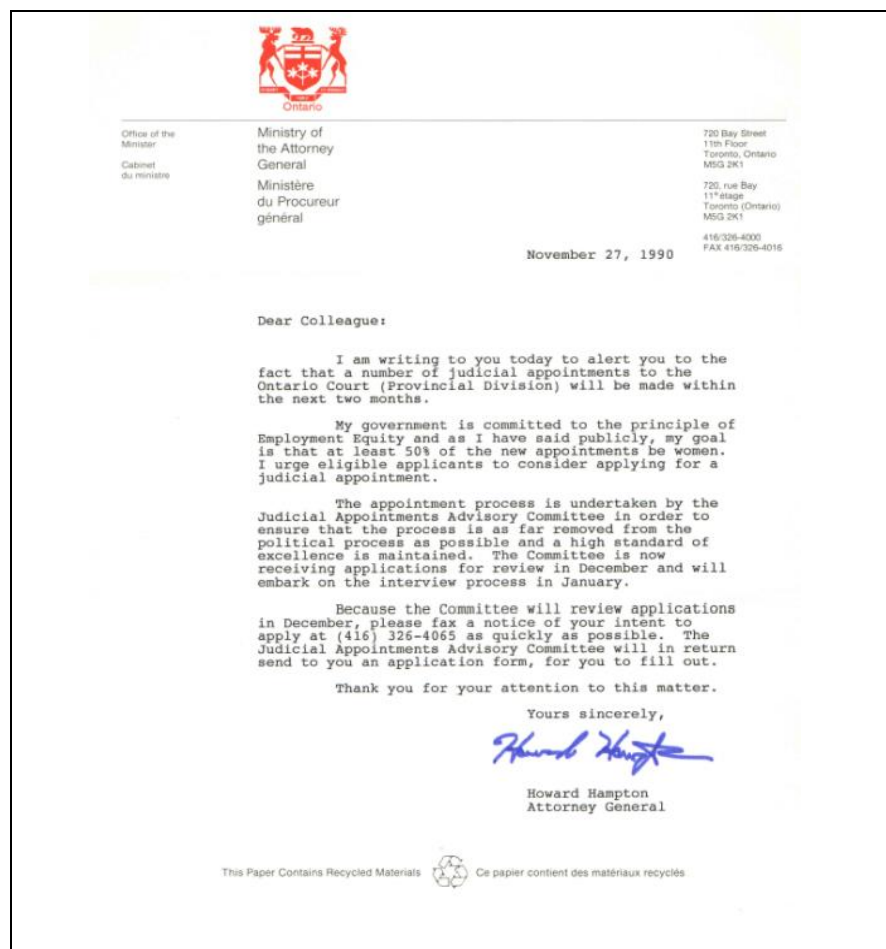 Ontario
Office of the
Minister
Cabinet
du ministre
Ministry of
the Attorney
General
Ministère
du Procureur
général
720 Bay Street
11th Floor
Toronto, Ontario
M5G 2K1
720, rue Bay
11e étage
Toronto (Ontario)
M5G 2K1
416/326-4000
FAX 416/326-4016
November 27, 1990
Dear Colleague:
I am writing to you today to alert you to the
fact that a number of judicial appointments to the
Ontario Court (Provincial Division) will be made within
the next two months.
My government is committed to the principle of
Employment Equity and as I have said publicly, my goal
is that at least 50% of the new appointments be women.
I urge eligible applicants to consider applying for a
judicial appointment.
The appointment process is undertaken by the
Judicial Appointments Advisory Committee in order to
ensure that the process is as far removed from the
political process as possible and a high standard of
excellence is maintained.  The Committee is now
receiving applications for review in December and will
embark on the interview process in January.
Because the Committee will review applications
in December, please fax a notice of your intent to
apply at (416) 326-4065 as quickly as possible.  The
Judicial Appointments Advisory Committee will in return
send to you an application form, for you to fill out.
Thank you for your attention to this matter.
Yours sincerely,
Howard Hampton
Howard Hampton
Attorney General
This Paper Contains Recycled Materials
Ce papier contient des matériaux recyclés